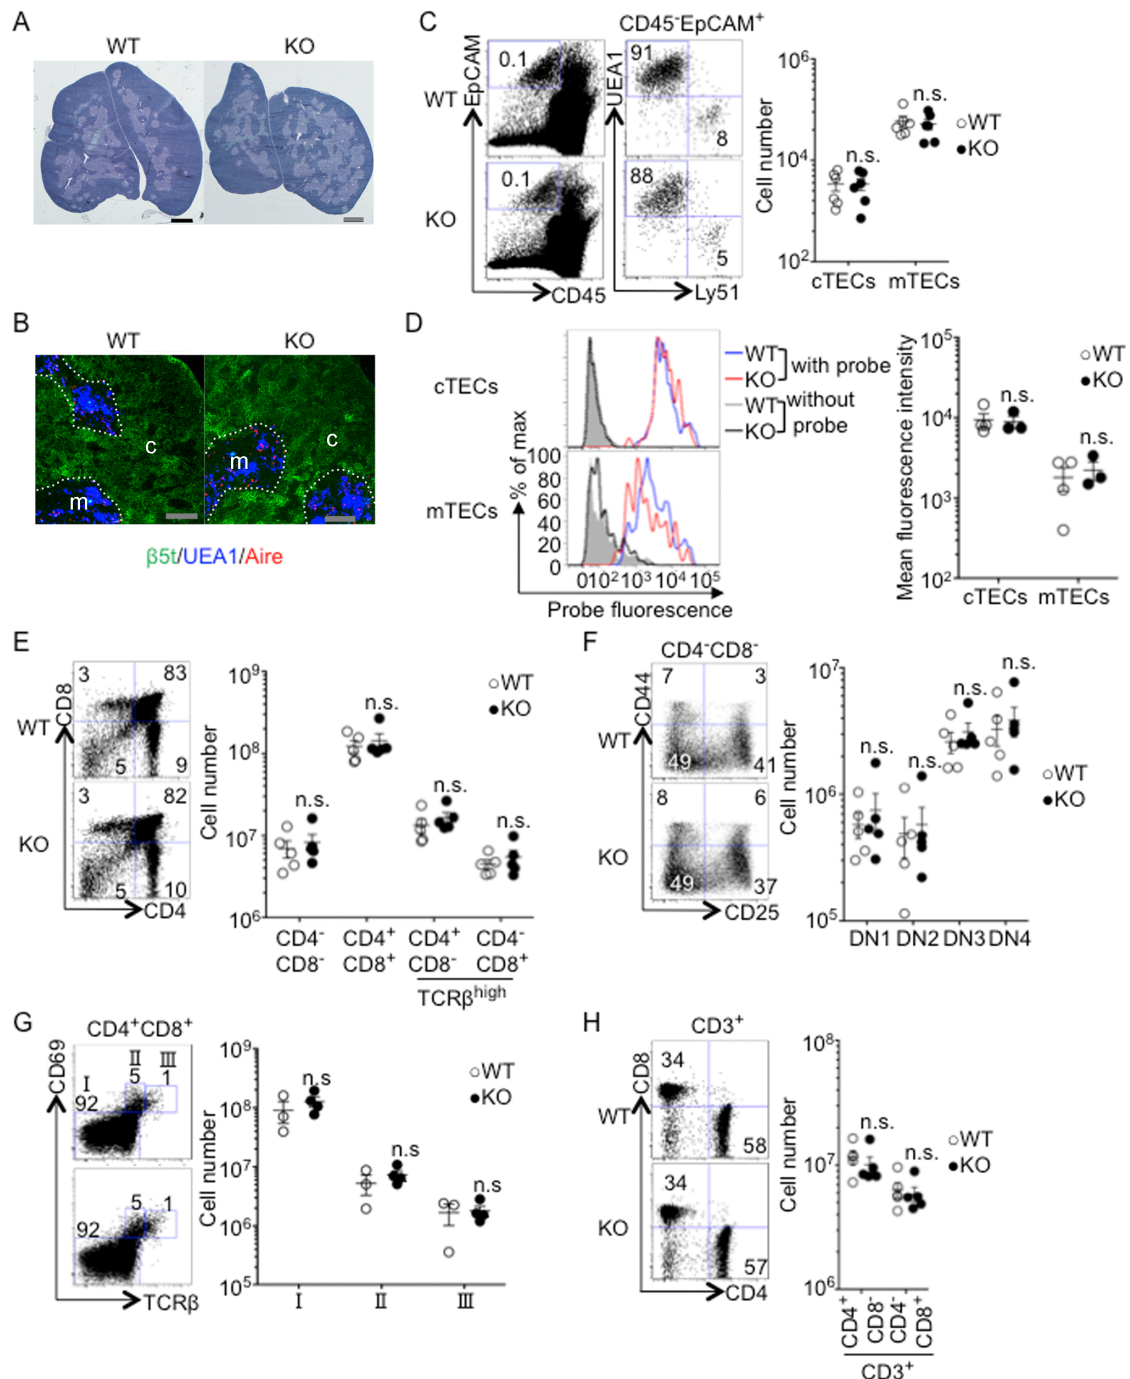 A
WT
KO
B
WT
KO
c
m
c
m
β5t/UEA1/Aire
C
CD45⁻EpCAM⁺
EpCAM
UEA1
WT
0.1
91
8
KO
0.1
88
5
CD45
Ly51
Cell number
10⁶
10⁴
10²
n.s.
n.s.
WT
KO
cTECs
mTECs
D
cTECs
mTECs
WT
KO
with probe
WT
KO
without
probe
% of max
100
80
60
40
20
0
0 10² 10³ 10⁴ 10⁵
Probe fluorescence
Mean fluorescence intensity
10⁵
10⁴
10³
10²
WT
KO
n.s.
n.s.
cTECs
mTECs
E
CD8
WT
3
83
5
9
KO
3
82
5
10
CD4
Cell number
10⁹
10⁸
10⁷
10⁶
n.s.
n.s.
n.s.
n.s.
WT
KO
CD4⁻ CD4⁺ CD4⁺ CD4⁻
CD8⁻ CD8⁺ CD8⁻ CD8⁺
TCRβhigh
F
CD4⁻CD8⁻
CD44
WT
7
3
49
41
KO
8
6
49
37
CD25
Cell number
10⁷
10⁶
10⁵
n.s.
n.s.
n.s.
n.s.
WT
KO
DN1 DN2 DN3 DN4
G
CD4⁺CD8⁺
CD69
I
II
III
92
5
1
92
5
1
TCRβ
Cell number
10⁹
10⁸
10⁷
10⁶
10⁵
n.s
n.s
n.s
WT
KO
I
II
III
H
CD3⁺
CD8
WT
34
58
KO
34
57
CD4
Cell number
10⁸
10⁷
10⁶
n.s.
n.s.
WT
KO
CD4⁺
CD8⁻
CD4⁻
CD8⁺
CD3⁺